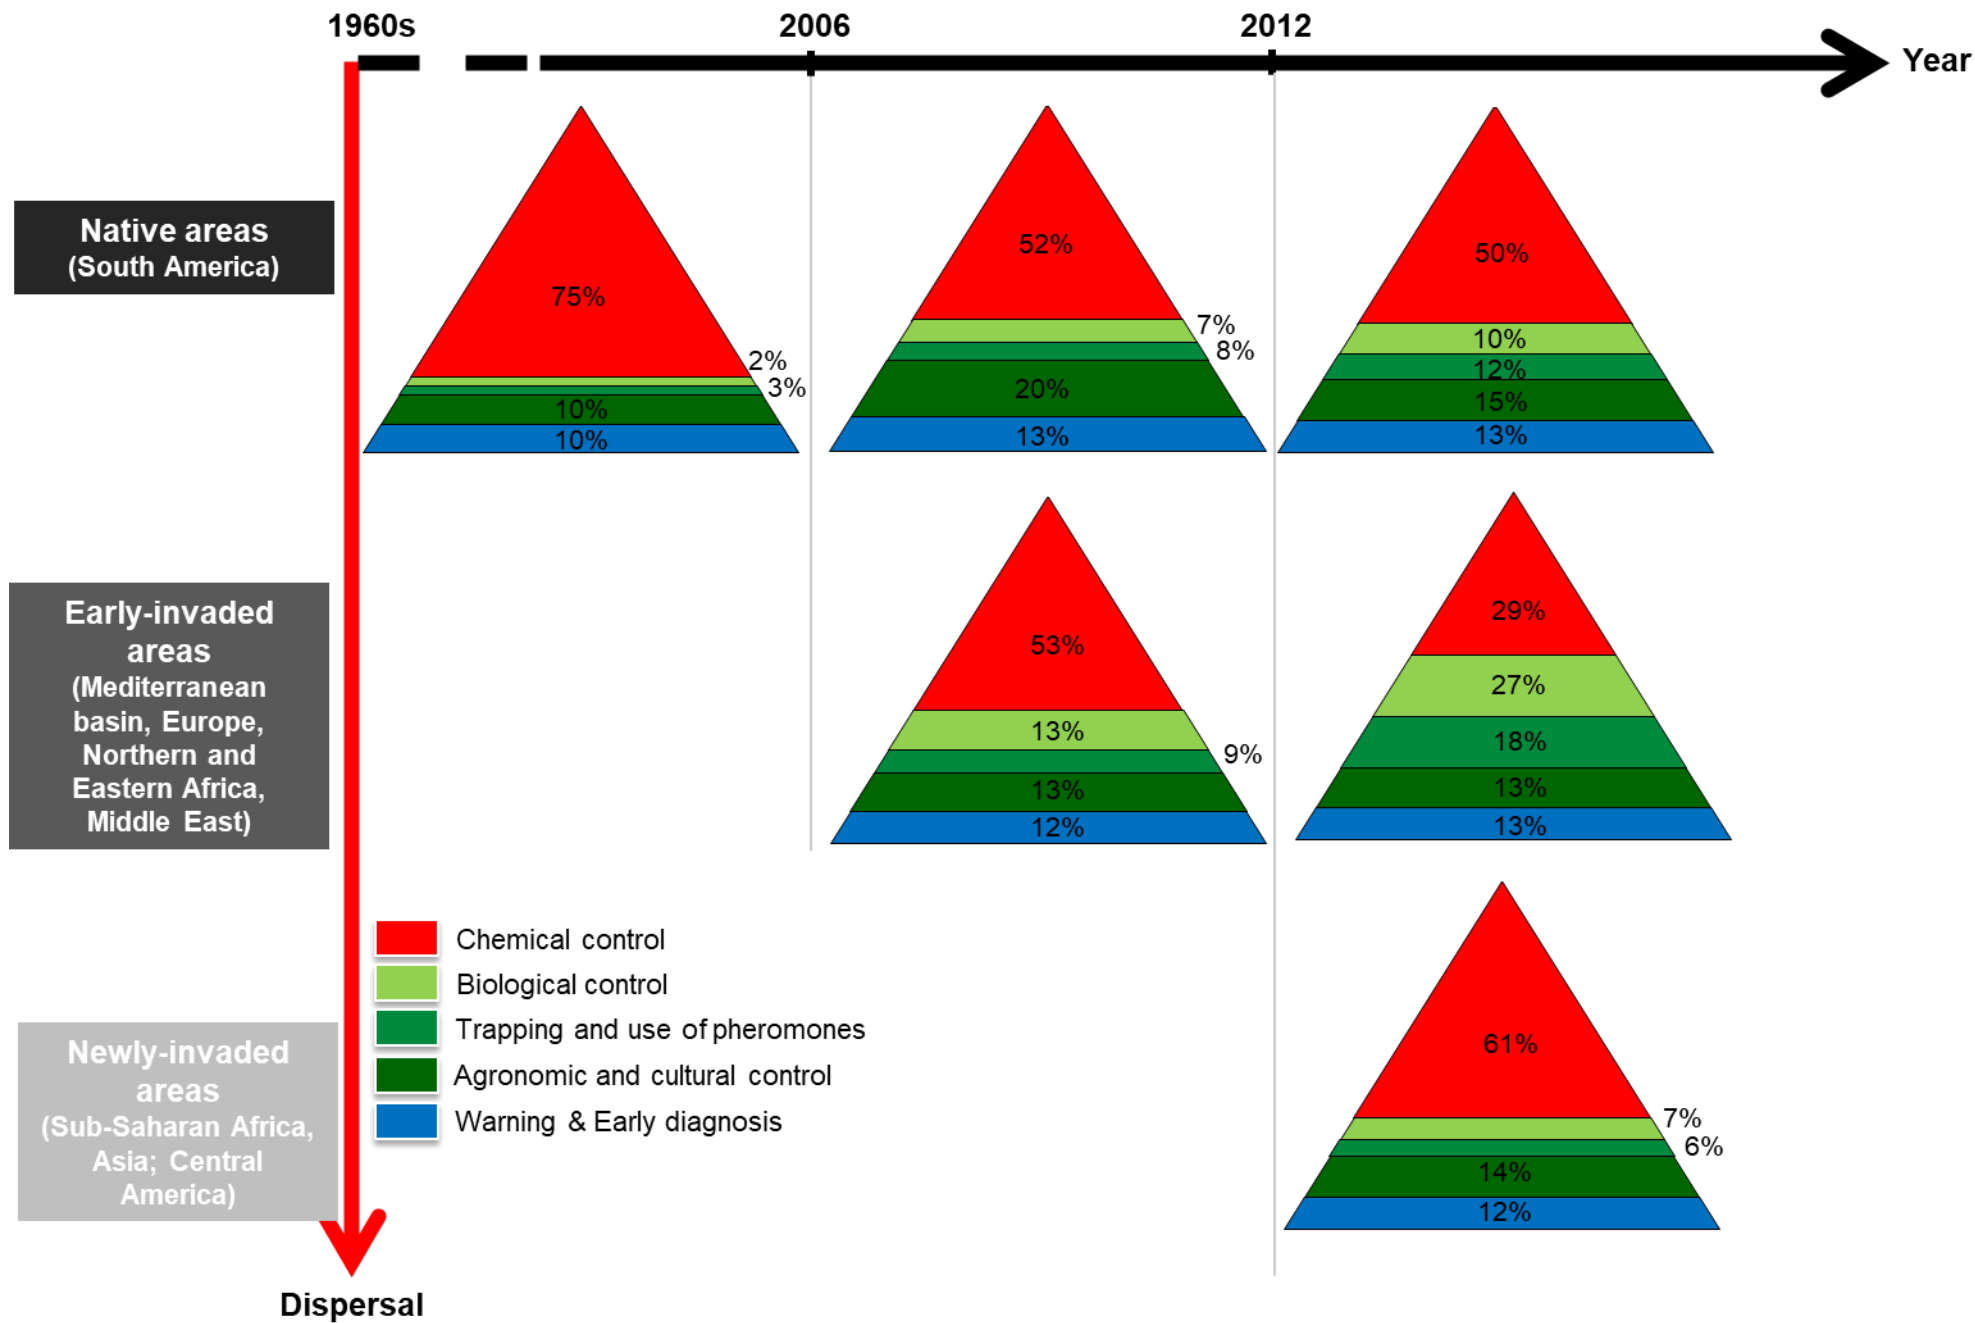 1960s
2006
2012
Year
Native areas
(South America)
75%
2%
3%
10%
10%
52%
7%
8%
20%
13%
50%
10%
12%
15%
13%
Early-invaded
areas
(Mediterranean
basin, Europe,
Northern and
Eastern Africa,
Middle East)
53%
13%
9%
13%
12%
29%
27%
18%
13%
13%
Chemical control
Biological control
Trapping and use of pheromones
Agronomic and cultural control
Warning & Early diagnosis
Newly-invaded
areas
(Sub-Saharan Africa,
Asia; Central
America)
61%
7%
6%
14%
12%
Dispersal